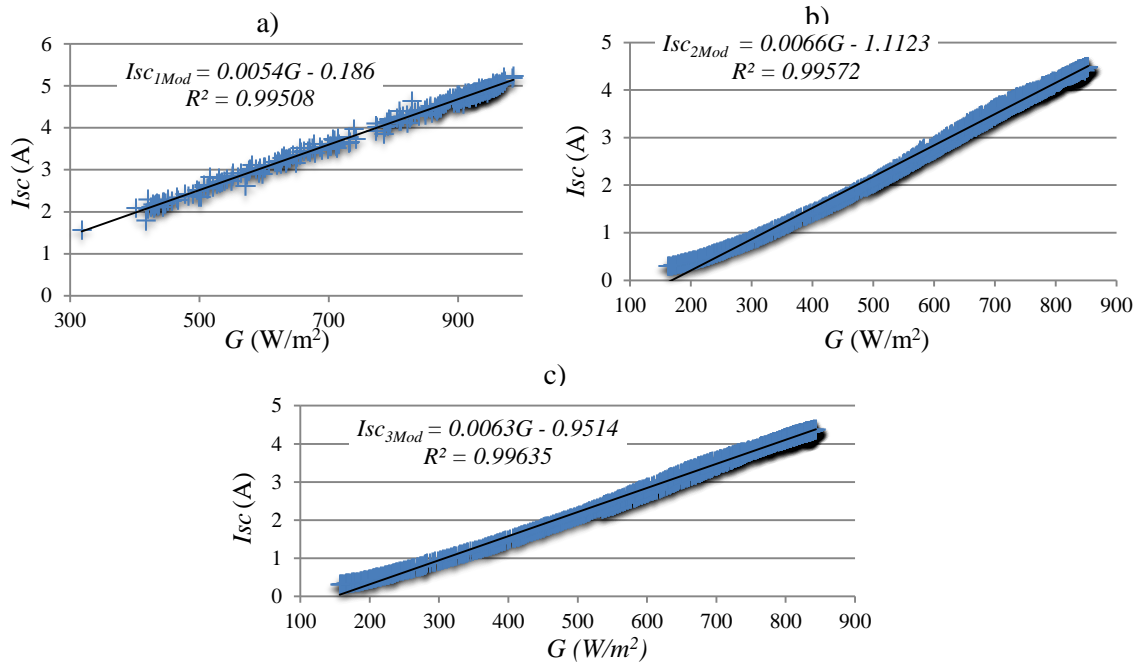 a)
Isc1Mod = 0.0054G - 0.186
R² = 0.99508
6
5
4
3
2
1
0
Isc (A)
300 500 700 900
G (W/m²)
b)
Isc2Mod = 0.0066G - 1.1123
R² = 0.99572
5
4
3
2
1
0
Isc (A)
100 200 300 400 500 600 700 800 900
G (W/m²)
c)
Isc3Mod = 0.0063G - 0.9514
R² = 0.99635
5
4
3
2
1
0
Isc (A)
100 200 300 400 500 600 700 800 900
G (W/m²)